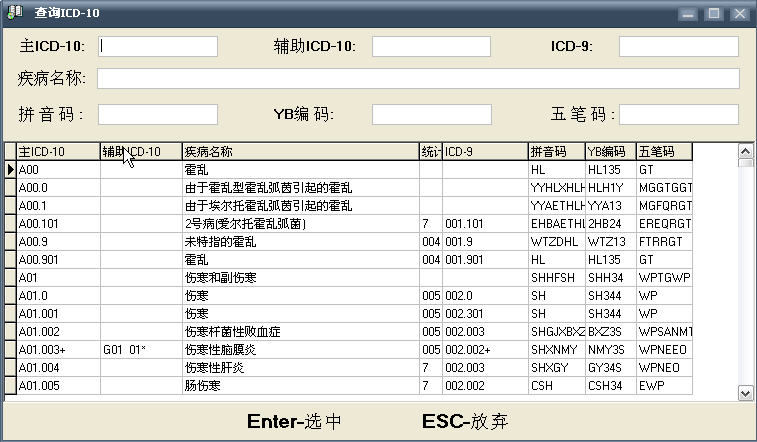 查询ICD-10
主ICD-10: 辅助ICD-10: ICD-9:
疾病名称:
拼音码: YB编码: 五笔码:
主ICD-10 辅助ICD-10 疾病名称 统计 ICD-9 拼音码 YB编码 五笔码
A00 霍乱 HL HL135 GT
A00.0 由于霍乱型霍乱弧菌引起的霍乱 YYHLXHLH HLH1Y MGGTGGT
A00.1 由于埃尔托霍乱弧菌引起的霍乱 YYAETHLH YYA13 MGFQRGT
A00.101 2号病(爱尔托霍乱弧菌) 7 001.101 EHBAETHL 2HB24 EREQRGT
A00.9 未特指的霍乱 004 001.9 WTZDHL WTZ13 FTRRGT
A00.901 霍乱 004 001.901 HL HL135 GT
A01 伤寒和副伤寒 SHHFSH SHH34 WPTGWP
A01.0 伤寒 005 002.0 SH SH344 WP
A01.001 伤寒 005 002.301 SH SH344 WP
A01.002 伤寒杆菌性败血症 005 002.003 SHGJXBXZ BXZ3S WPSANMT
A01.003+ G01 01* 伤寒性脑膜炎 005 002.002+ SHXNMY NMY3S WPNEEO
A01.004 伤寒性肝炎 7 002.003 SHXGY GY34S WPNEO
A01.005 肠伤寒 7 002.002 CSH CSH34 EWP
Enter-选中 ESC-放弃